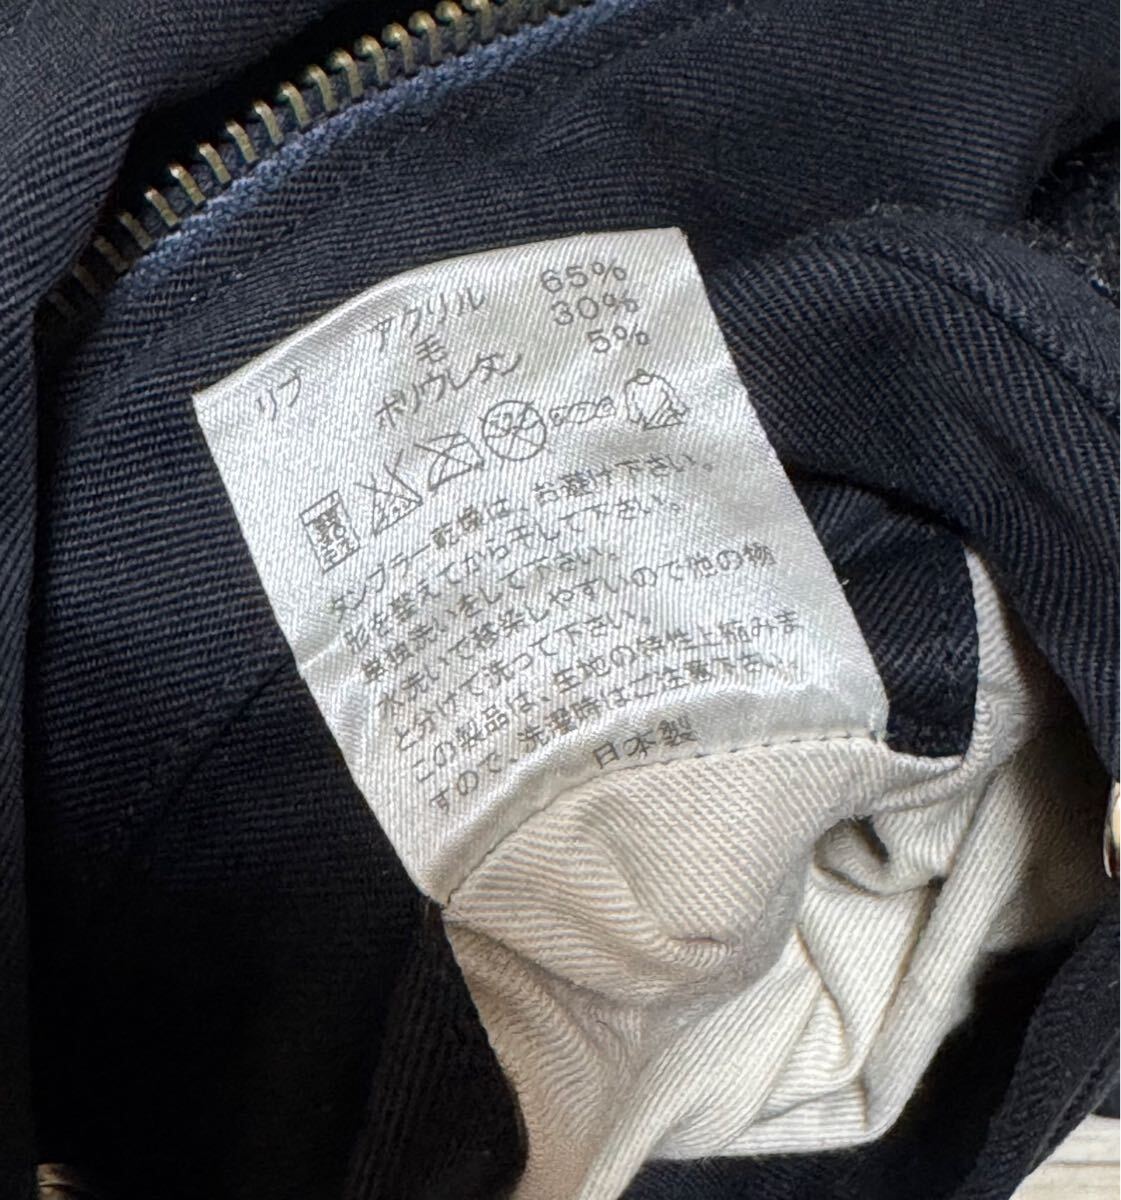 リブ アクリル 65%
毛 30%
ポリウレタン 5%
タンブラー乾燥は、お避け下さい。
形を整えてから干して下さい。
単独洗いをして下さい。
水洗いで移染しやすいので他の物
と分けて洗って下さい。
この製品は、生地の特性上縮みま
すので、洗濯時はご注意下さい。
日本製